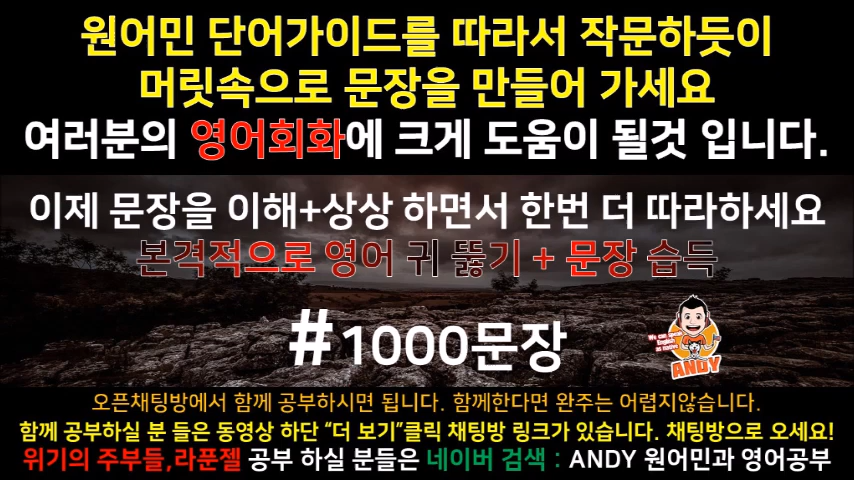 원어민 단어가이드를 따라서 작문하듯이
머릿속으로 문장을 만들어 가세요
여러분의 영어회화에 크게 도움이 될것 입니다.
이제 문장을 이해+상상 하면서 한번 더 따라하세요
본격적으로 영어 귀 뚫기 + 문장 습득
#1000문장
We can speak
English
as native
ANDY
오픈채팅방에서 함께 공부하시면 됩니다. 함께한다면 완주는 어렵지않습니다.
함께 공부하실 분 들은 동영상 하단 “더 보기”클릭 채팅방 링크가 있습니다. 채팅방으로 오세요!
위기의 주부들,라푼젤 공부 하실 분들은 네이버 검색 : ANDY 원어민과 영어공부